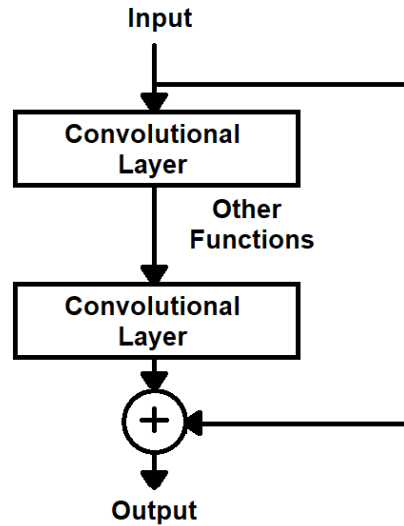 Input
Convolutional
Layer
Other
Functions
Convolutional
Layer
+
Output